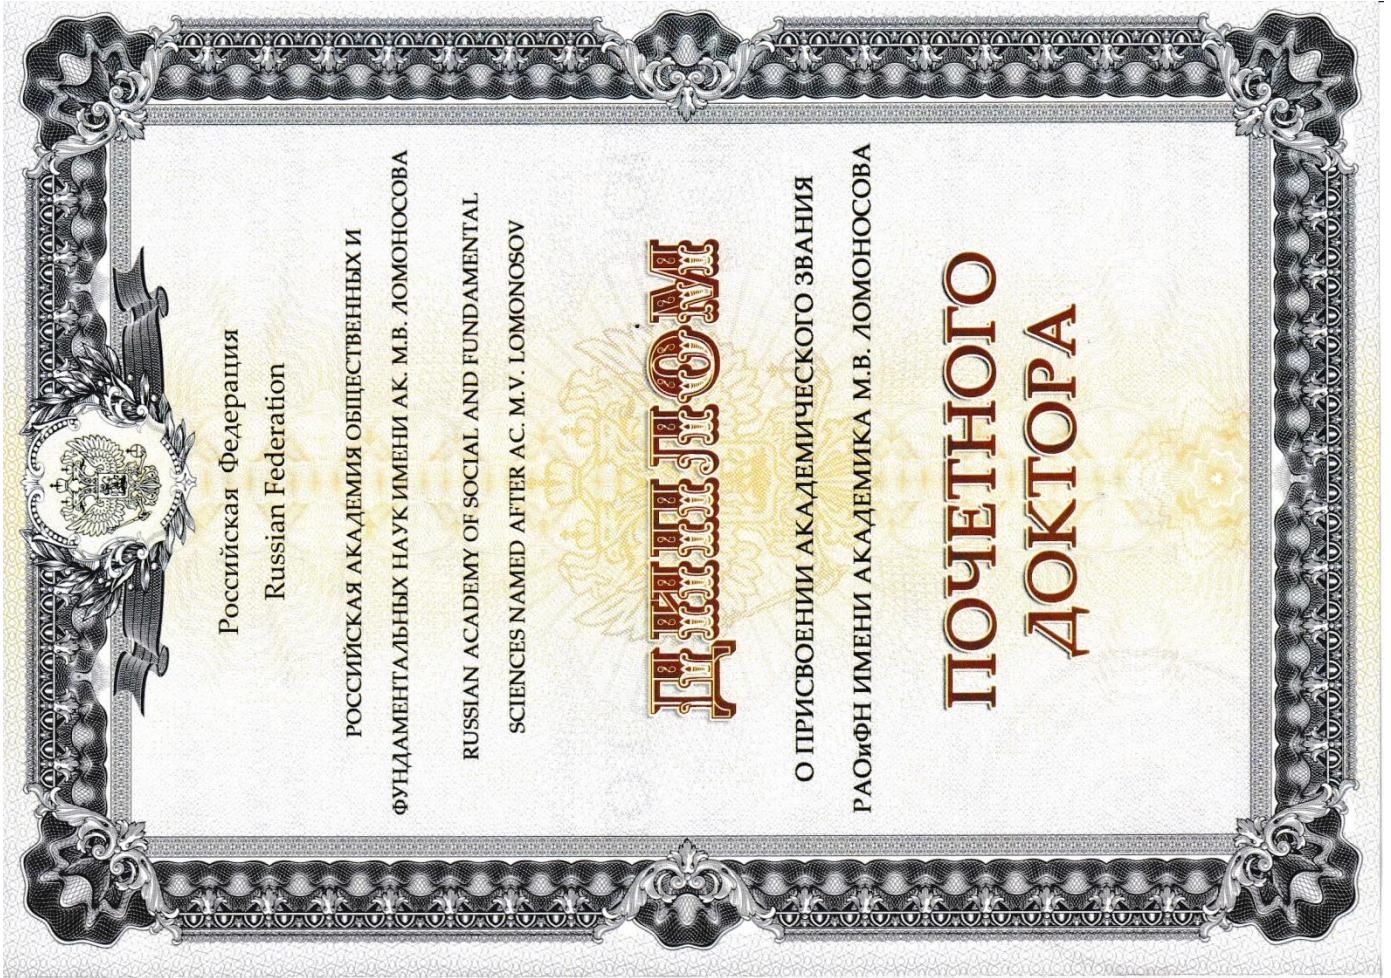 Российская Федерация
Russian Federation
РОССИЙСКАЯ АКАДЕМИЯ ОБЩЕСТВЕННЫХ И
ФУНДАМЕНТАЛЬНЫХ НАУК ИМЕНИ АК. М.В. ЛОМОНОСОВА
RUSSIAN ACADEMY OF SOCIAL AND FUNDAMENTAL
SCIENCES NAMED AFTER AC. M.V. LOMONOSOV
ДИПЛОМ
О ПРИСВОЕНИИ АКАДЕМИЧЕСКОГО ЗВАНИЯ
РАОиФН ИМЕНИ АКАДЕМИКА М.В. ЛОМОНОСОВА
ПОЧЕТНОГО
ДОКТОРА